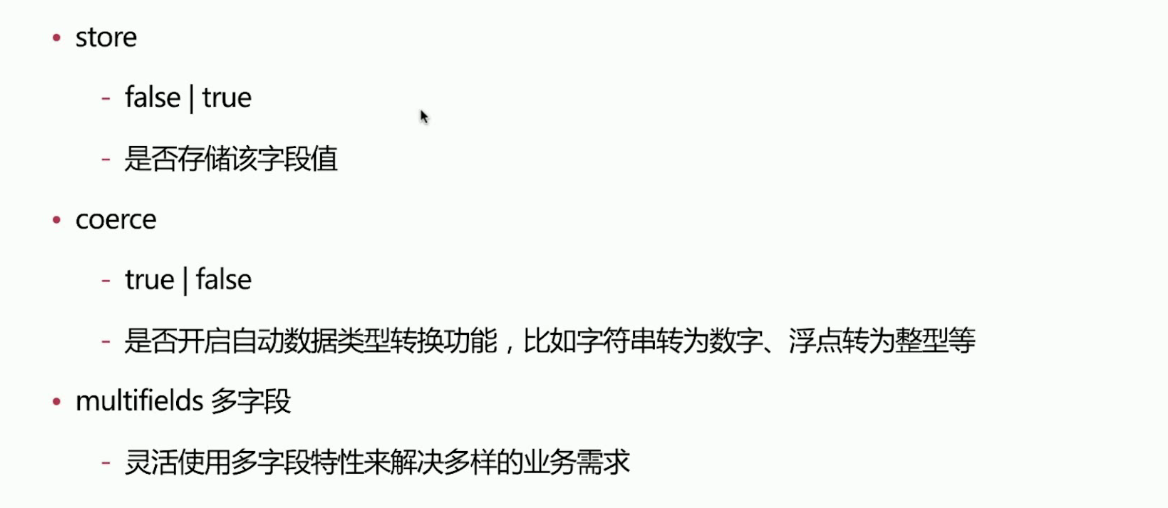 • store
- false | true
- 是否存储该字段值
• coerce
- true | false
- 是否开启自动数据类型转换功能，比如字符串转为数字、浮点转为整型等
• multifields 多字段
- 灵活使用多字段特性来解决多样的业务需求